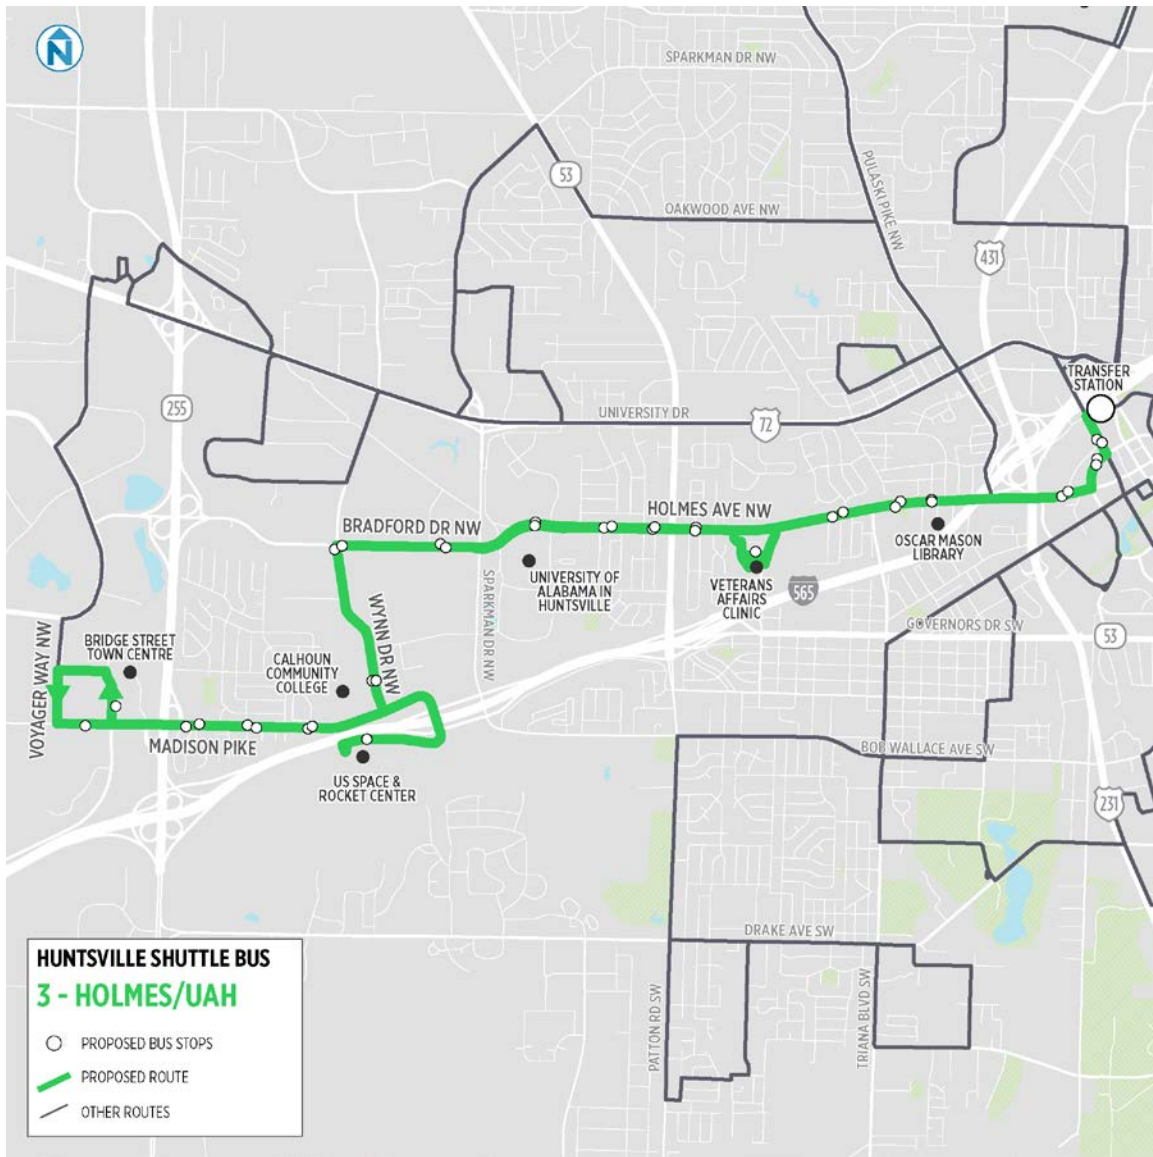 N
SPARKMAN DR NW
53
PULASKI PIKE NW
OAKWOOD AVE NW
431
TRANSFER
STATION
255
UNIVERSITY DR
72
HOLMES AVE NW
BRADFORD DR NW
OSCAR MASON
LIBRARY
UNIVERSITY OF
ALABAMA IN
HUNTSVILLE
VETERANS
AFFAIRS
CLINIC
565
SPARKMAN DR NW
WYNN DR NW
GOVERNORS DR SW
53
BRIDGE STREET
TOWN CENTRE
CALHOUN
COMMUNITY
COLLEGE
VOYAGER WAY NW
MADISON PIKE
BOB WALLACE AVE SW
US SPACE &
ROCKET CENTER
231
DRAKE AVE SW
PATTON RD SW
TRIANA BLVD SW
HUNTSVILLE SHUTTLE BUS
3 - HOLMES/UAH
PROPOSED BUS STOPS
PROPOSED ROUTE
OTHER ROUTES